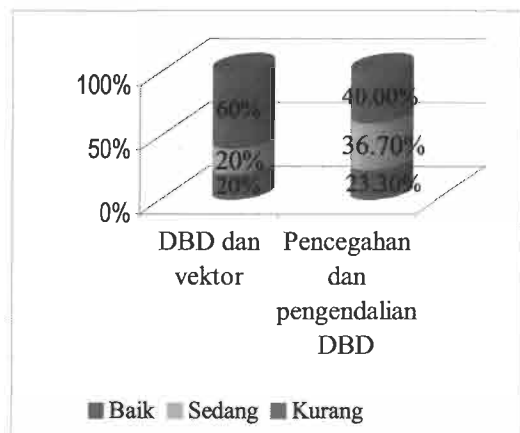 100%
50%
0%
60%
20%
20%
40.00%
36.70%
23.30%
DBD dan
vektor
Pencegahan
dan
pengendalian
DBD
Baik Sedang Kurang